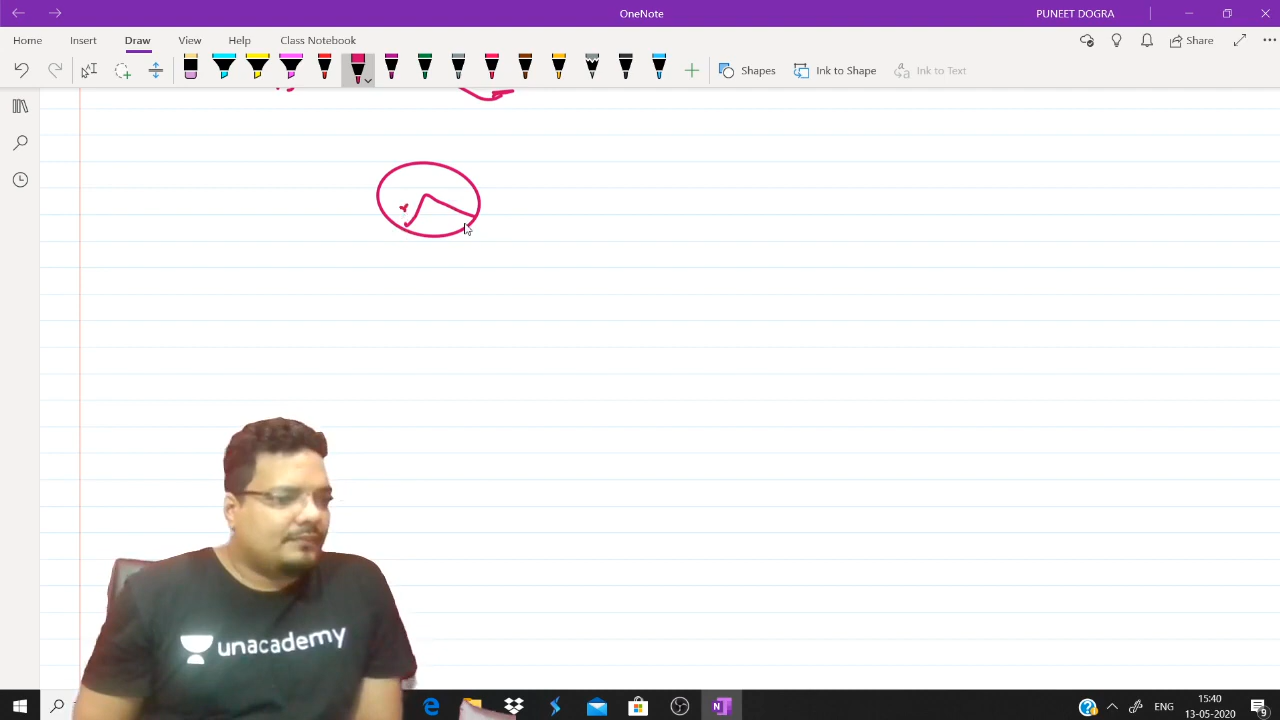 OneNote
PUNEET DOGRA
Home Insert Draw View Help Class Notebook
Share
Shapes Ink to Shape Ink to Text
unacademy
ENG
15:40
13-05-2020
9